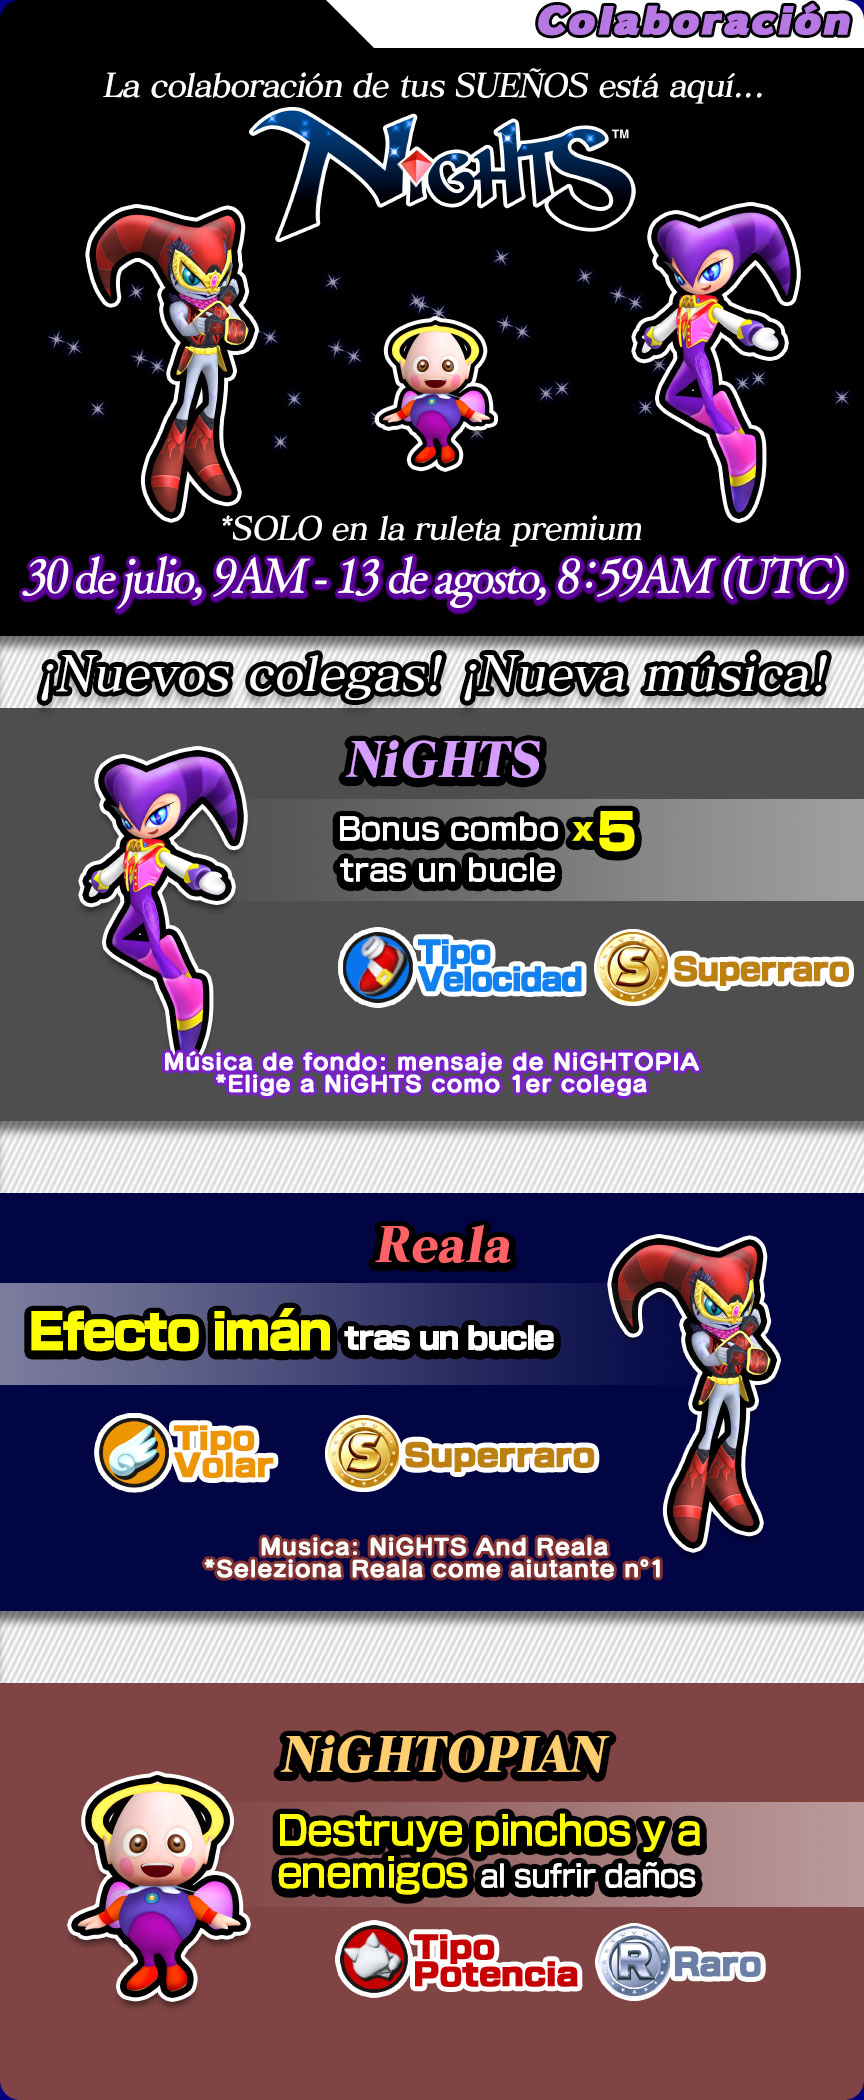 Colaboración
La colaboración de tus SUEÑOS está aquí...
NiGHTS™
*SOLO en la ruleta premium
30 de julio, 9AM - 13 de agosto, 8:59AM (UTC)
¡Nuevos colegas! ¡Nueva música!
NiGHTS
Bonus combo x5
tras un bucle
Tipo
Velocidad
S Superraro
Música de fondo: mensaje de NiGHTOPIA
*Elige a NiGHTS como 1er colega
Reala
Efecto imán tras un bucle
Tipo
Volar
S Superraro
Musica: NiGHTS And Reala
*Seleziona Reala come aiutante n°1
NiGHTOPIAN
Destruye pinchos y a
enemigos al sufrir daños
Tipo
Potencia
R Raro